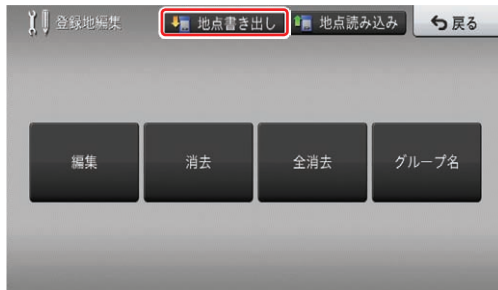 登録地編集
地点書き出し
地点読み込み
戻る
編集
消去
全消去
グループ名